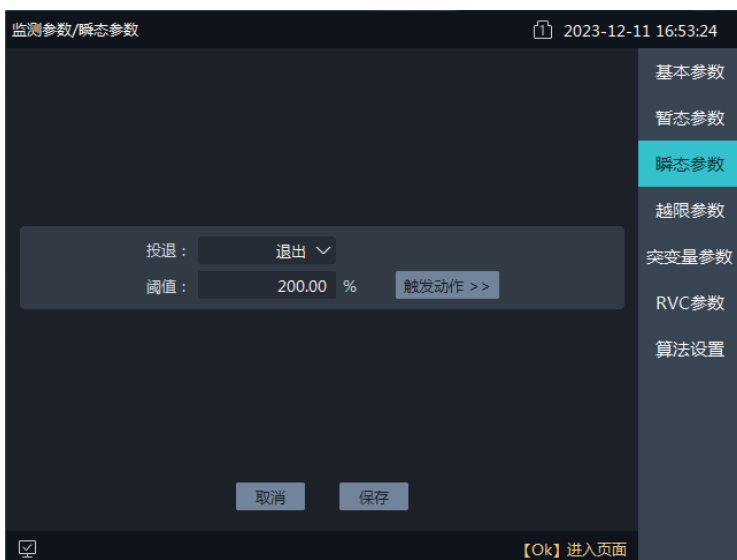 监测参数/瞬态参数
1 2023-12-11 16:53:24
基本参数
暂态参数
瞬态参数
越限参数
突变量参数
RVC参数
算法设置
投退： 退出
阈值： 200.00 % 触发动作 >>
取消 保存
【Ok】进入页面